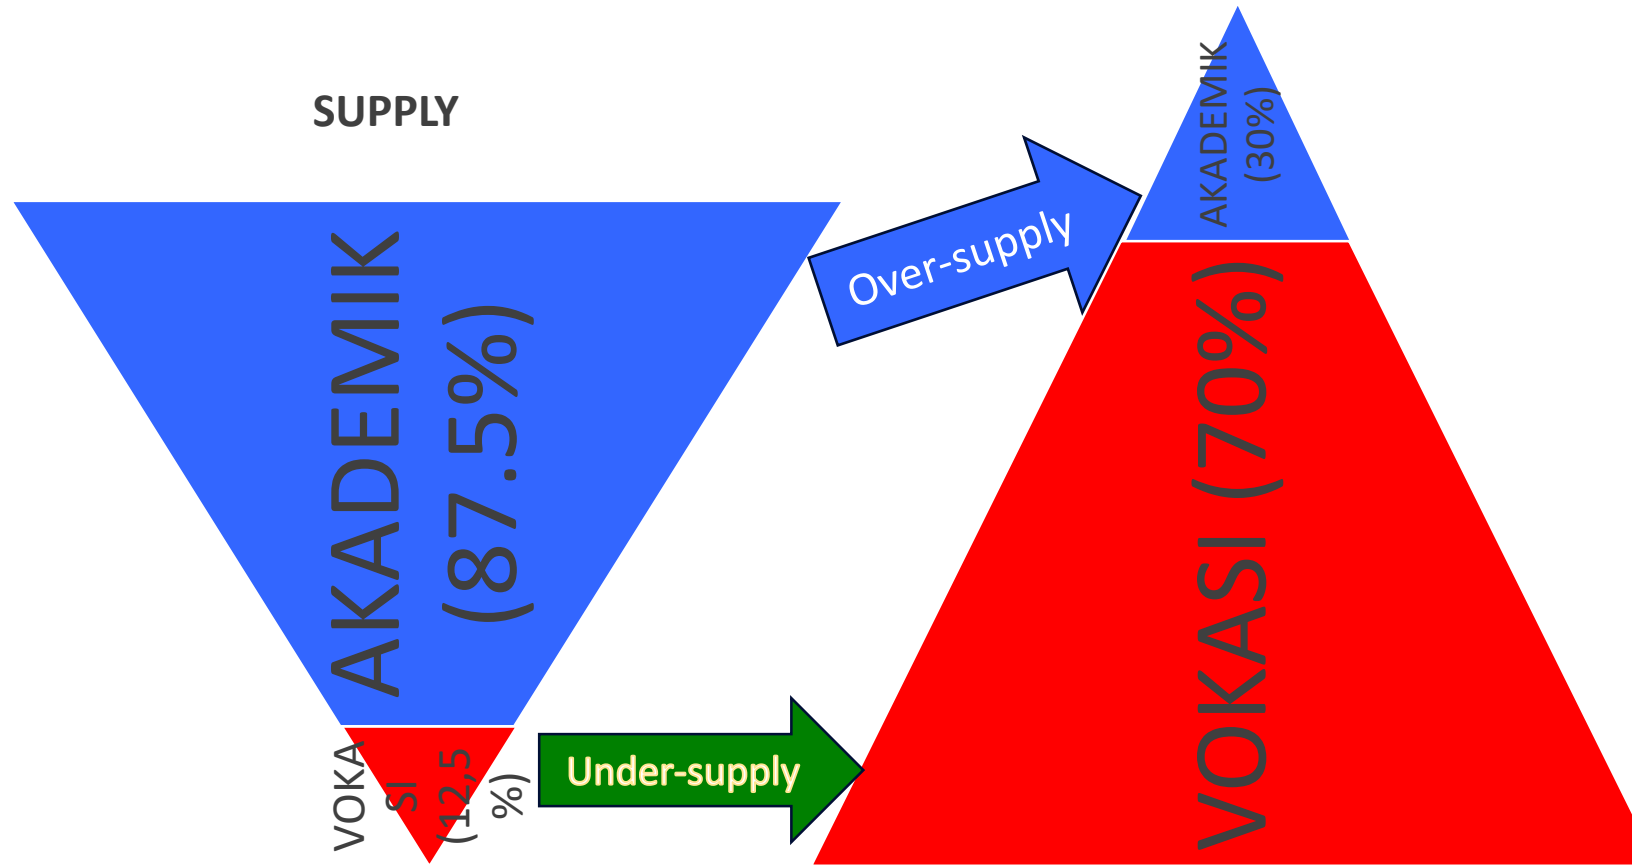 SUPPLY
AKADEMIK
(87.5%)
VOKA
SI
(12,5
%)
Over-supply
Under-supply
AKADEMIK
(30%)
VOKASI (70%)